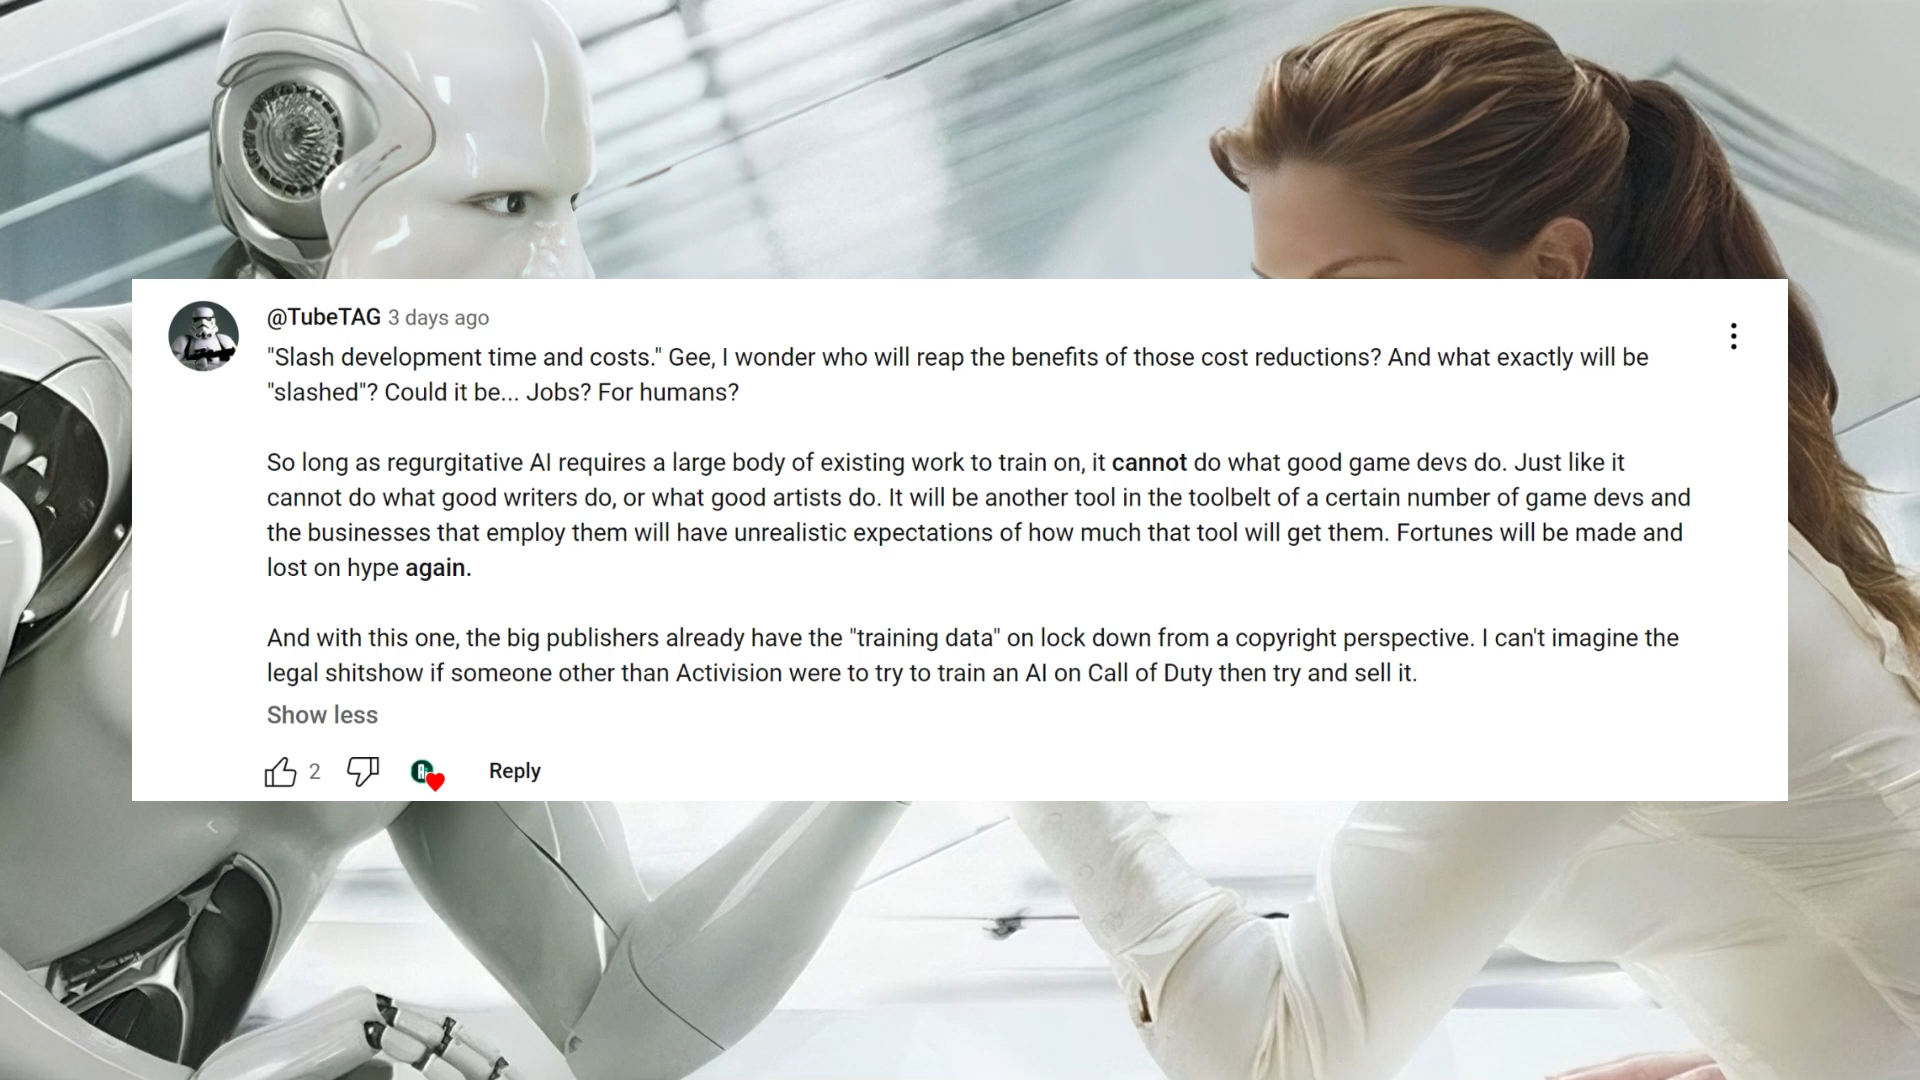 @TubeTAG 3 days ago
"Slash development time and costs." Gee, I wonder who will reap the benefits of those cost reductions? And what exactly will be
"slashed"? Could it be... Jobs? For humans?
So long as regurgitative AI requires a large body of existing work to train on, it cannot do what good game devs do. Just like it
cannot do what good writers do, or what good artists do. It will be another tool in the toolbelt of a certain number of game devs and
the businesses that employ them will have unrealistic expectations of how much that tool will get them. Fortunes will be made and
lost on hype again.
And with this one, the big publishers already have the "training data" on lock down from a copyright perspective. I can't imagine the
legal shitshow if someone other than Activision were to try to train an AI on Call of Duty then try and sell it.
Show less
2 Reply